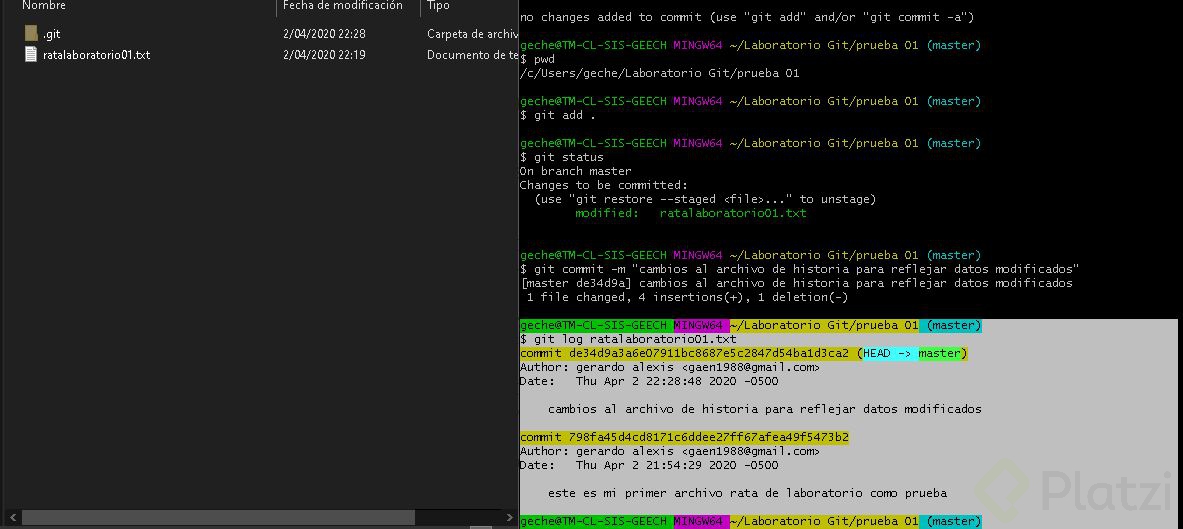 Nombre Fecha de modificación Tipo
.git 2/04/2020 22:28 Carpeta de archiv
ratalaboratorio01.txt 2/04/2020 22:19 Documento de te
no changes added to commit (use "git add" and/or "git commit -a")
geche@TM-CL-SIS-GEECH MINGW64 ~/Laboratorio Git/prueba 01 (master)
$ pwd
/c/Users/geche/Laboratorio Git/prueba 01
geche@TM-CL-SIS-GEECH MINGW64 ~/Laboratorio Git/prueba 01 (master)
$ git add .
geche@TM-CL-SIS-GEECH MINGW64 ~/Laboratorio Git/prueba 01 (master)
$ git status
On branch master
Changes to be committed:
(use "git restore --staged <file>..." to unstage)
modified: ratalaboratorio01.txt
geche@TM-CL-SIS-GEECH MINGW64 ~/Laboratorio Git/prueba 01 (master)
$ git commit -m "cambios al archivo de historia para reflejar datos modificados"
[master de34d9a] cambios al archivo de historia para reflejar datos modificados
1 file changed, 4 insertions(+), 1 deletion(-)
geche@TM-CL-SIS-GEECH MINGW64 ~/Laboratorio Git/prueba 01 (master)
$ git log ratalaboratorio01.txt
commit de34d9a3a6e07911bc8687e5c2847d54ba1d3ca2 (HEAD -> master)
Author: gerardo alexis <gaen1988@gmail.com>
Date: Thu Apr 2 22:28:48 2020 -0500
cambios al archivo de historia para reflejar datos modificados
commit 798fa45d4cd8171c6ddee27ff67afea49f5473b2
Author: gerardo alexis <gaen1988@gmail.com>
Date: Thu Apr 2 21:54:29 2020 -0500
este es mi primer archivo rata de laboratorio como prueba
geche@TM-CL-SIS-GEECH MINGW64 ~/Laboratorio Git/prueba 01 (master)
Platzi